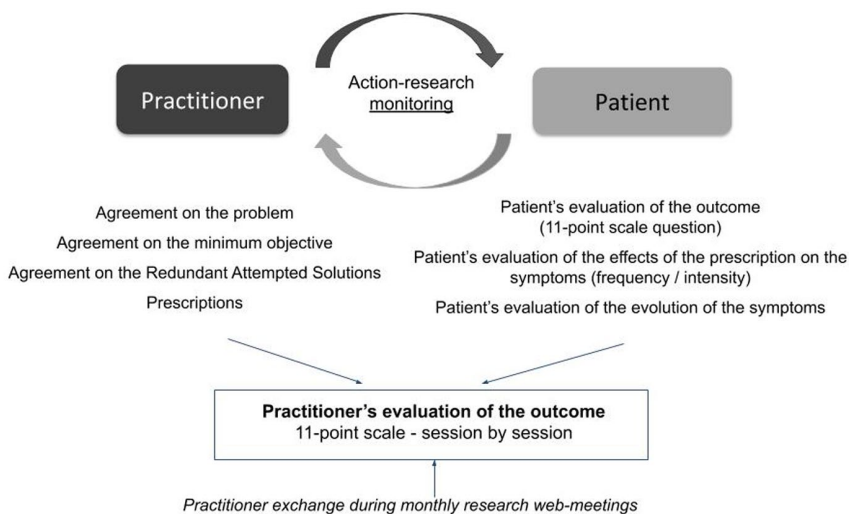 Practitioner
Action-research
monitoring
Patient
Agreement on the problem
Agreement on the minimum objective
Agreement on the Redundant Attempted Solutions
Prescriptions
Patient's evaluation of the outcome
(11-point scale question)
Patient's evaluation of the effects of the prescription on the
symptoms (frequency / intensity)
Patient's evaluation of the evolution of the symptoms
Practitioner's evaluation of the outcome
11-point scale - session by session
Practitioner exchange during monthly research web-meetings